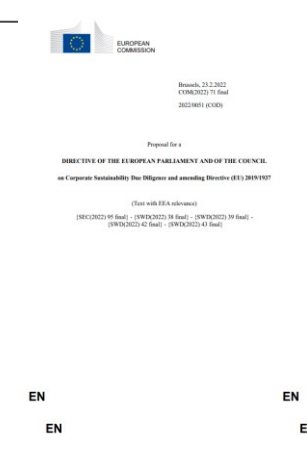 EUROPEAN
COMMISSION
Brussels, 23.2.2022
COM(2022) 71 final
2022/0051 (COD)
Proposal for a
DIRECTIVE OF THE EUROPEAN PARLIAMENT AND OF THE COUNCIL
on Corporate Sustainability Due Diligence and amending Directive (EU) 2019/1937
(Text with EEA relevance)
{SEC(2022) 95 final} - {SWD(2022) 38 final} - {SWD(2022) 39 final} -
{SWD(2022) 42 final} - {SWD(2022) 43 final}
EN EN
EN E